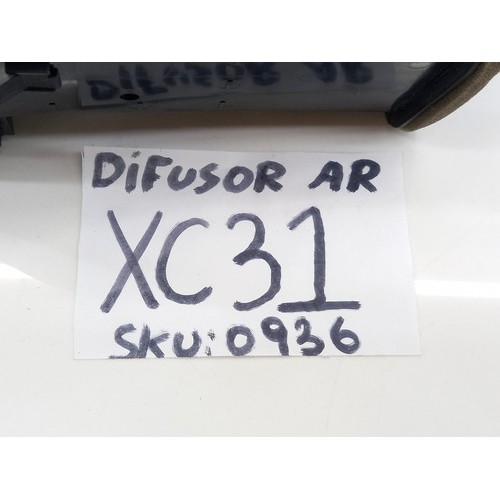 DiFUSOR AR
XC31
SKU:0936